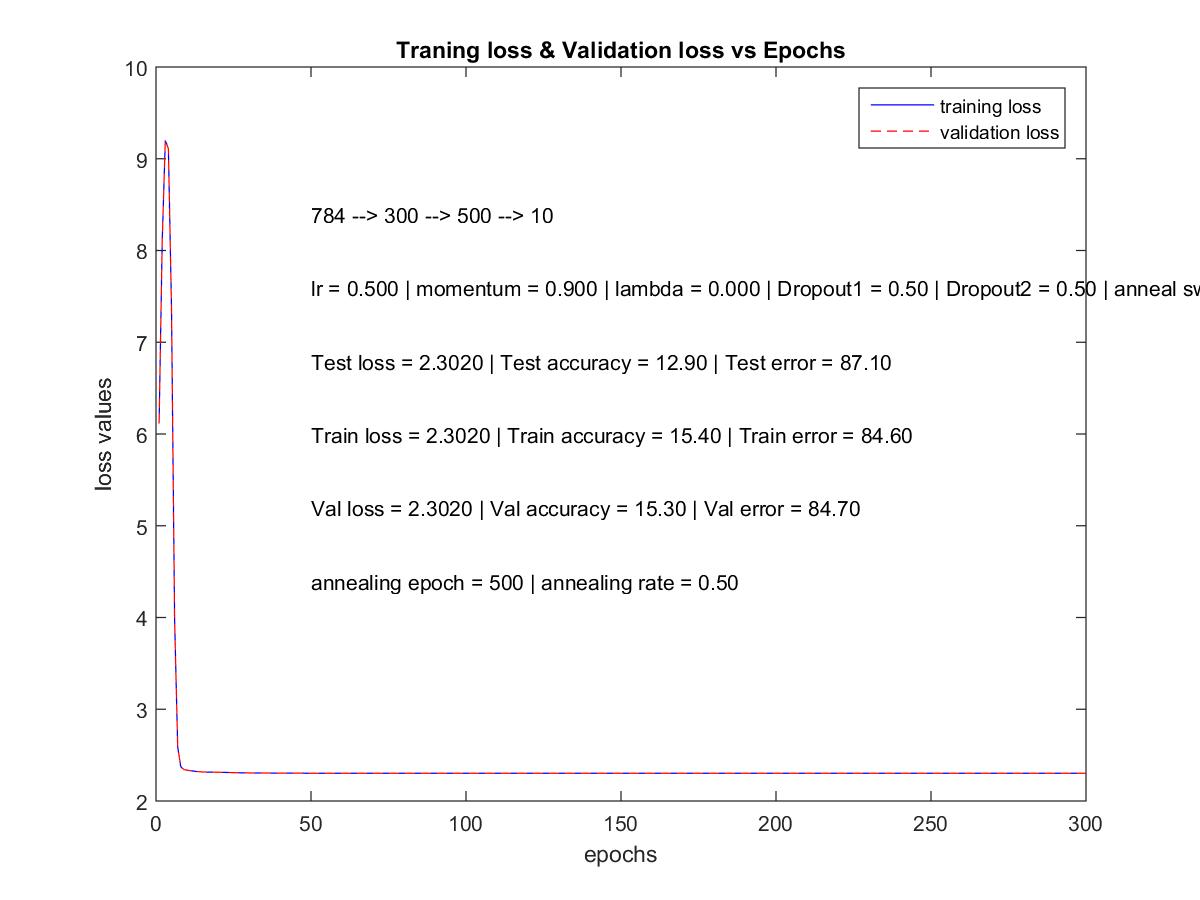 Traning loss & Validation loss vs Epochs
10
training loss
validation loss
9
784 --> 300 --> 500 --> 10
8
lr = 0.500 | momentum = 0.900 | lambda = 0.000 | Dropout1 = 0.50 | Dropout2 = 0.50 | anneal
7
Test loss = 2.3020 | Test accuracy = 12.90 | Test error = 87.10
6
Train loss = 2.3020 | Train accuracy = 15.40 | Train error = 84.60
loss values
5
Val loss = 2.3020 | Val accuracy = 15.30 | Val error = 84.70
annealing epoch = 500 | annealing rate = 0.50
4
3
2
0 50 100 150 200 250 300
epochs